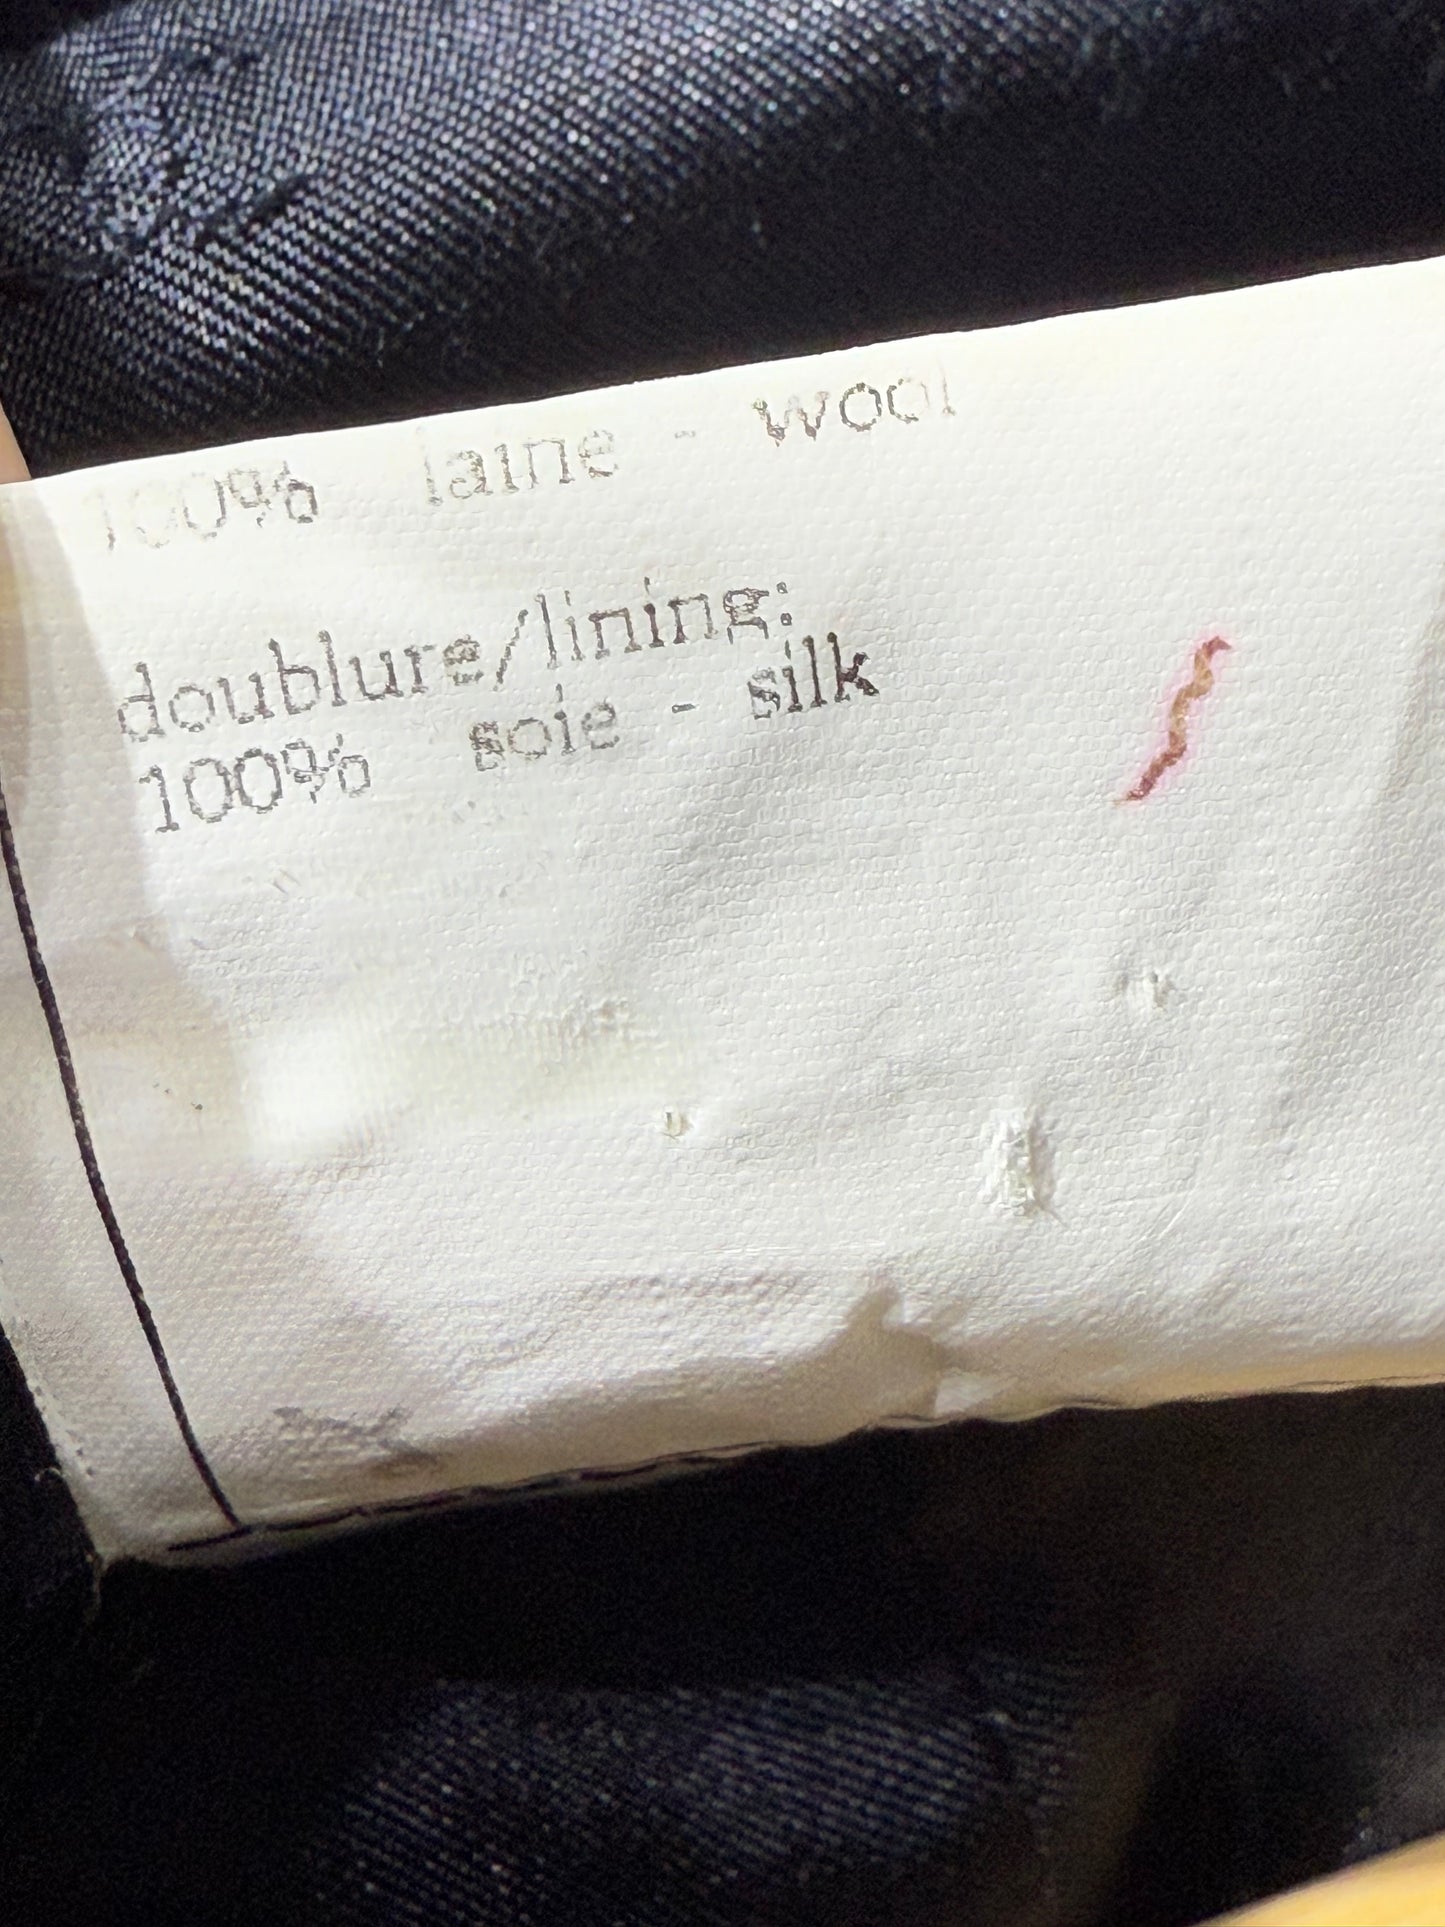 100% laine - wool
doublure/lining:
100% soie - silk